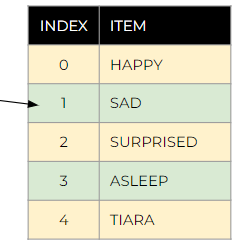 INDEX ITEM
0 HAPPY
1 SAD
2 SURPRISED
3 ASLEEP
4 TIARA